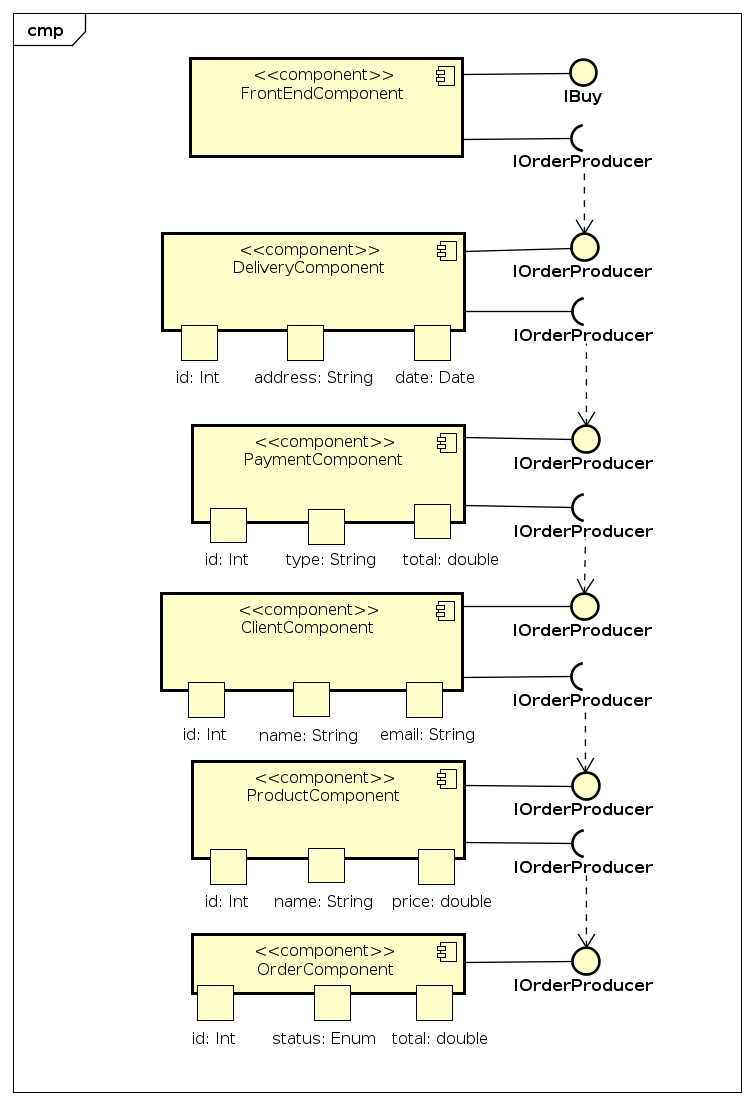 cmp
<<component>>
FrontEndComponent
IBuy
IOrderProducer
<<component>>
DeliveryComponent
IOrderProducer
IOrderProducer
id: Int
address: String
date: Date
<<component>>
PaymentComponent
IOrderProducer
IOrderProducer
id: Int
type: String
total: double
<<component>>
ClientComponent
IOrderProducer
IOrderProducer
id: Int
name: String
email: String
<<component>>
ProductComponent
IOrderProducer
IOrderProducer
id: Int
name: String
price: double
<<component>>
OrderComponent
IOrderProducer
id: Int
status: Enum
total: double